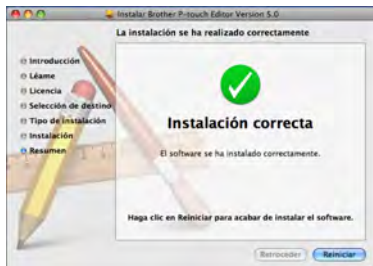 Instalar Brother P-touch Editor Version 5.0
La instalación se ha realizado correctamente
Introducción
Léame
Licencia
Selección de destino
Tipo de instalación
Instalación
Resumen
Instalación correcta
El software se ha instalado correctamente.
Haga clic en Reiniciar para acabar de instalar el software.
Retroceder
Reiniciar